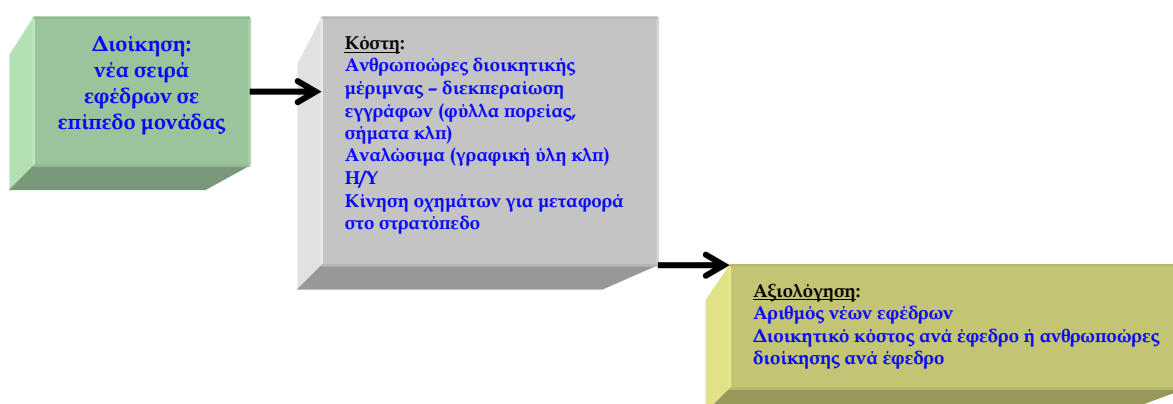 Διοίκηση:
νέα σειρά
εφέδρων σε
επίπεδο μονάδας
Κόστη:
Ανθρωποώρες διοικητικής
μέριμνας – διεκπεραίωση
εγγράφων (φύλλα πορείας,
σήματα κλπ)
Αναλώσιμα (γραφική ύλη κλπ)
Η/Υ
Κίνηση οχημάτων για μεταφορά
στο στρατόπεδο
Αξιολόγηση:
Αριθμός νέων εφέδρων
Διοικητικό κόστος ανά έφεδρο ή ανθρωποώρες
διοίκησης ανά έφεδρο